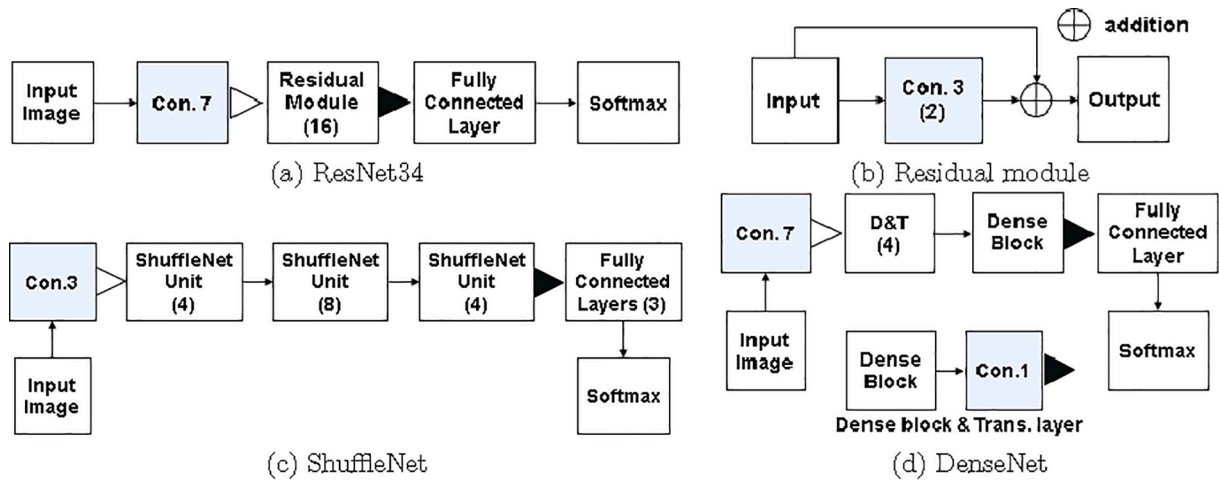 Input
Image
Con. 7
Residual
Module
(16)
Fully
Connected
Layer
Softmax
(a) ResNet34
addition
Input
Con. 3
(2)
Output
(b) Residual module
Con.3
ShuffleNet
Unit
(4)
ShuffleNet
Unit
(8)
ShuffleNet
Unit
(4)
Fully
Connected
Layers (3)
Input
Image
Softmax
(c) ShuffleNet
Con. 7
D&T
(4)
Dense
Block
Fully
Connected
Layer
Input
Image
Softmax
Dense
Block
Con.1
Dense block & Trans. layer
(d) DenseNet